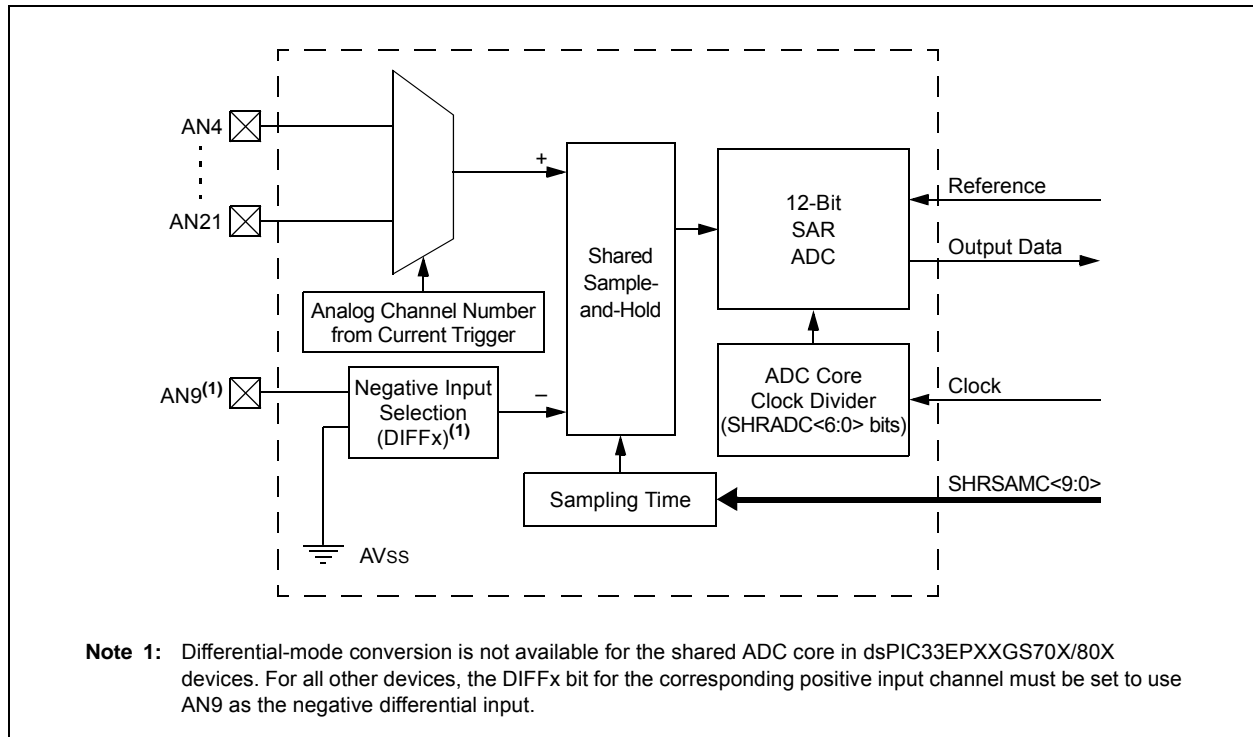 AN4
AN21
+
Analog Channel Number
from Current Trigger
AN9(1)
Negative Input
Selection
(DIFFx)(1)
–
AVSS
Shared
Sample-
and-Hold
Sampling Time
12-Bit
SAR
ADC
ADC Core
Clock Divider
(SHRADC<6:0> bits)
Reference
Output Data
Clock
SHRSAMC<9:0>
Note 1: Differential-mode conversion is not available for the shared ADC core in dsPIC33EPXXGS70X/80X
devices. For all other devices, the DIFFx bit for the corresponding positive input channel must be set to use
AN9 as the negative differential input.